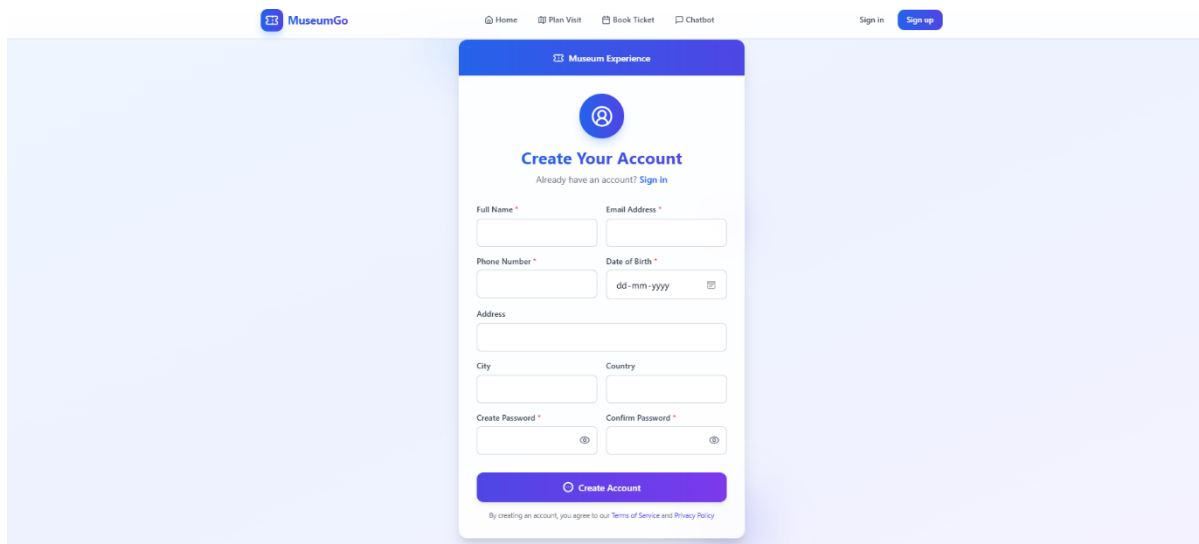 MuseumGo Home Plan Visit Book Ticket Chatbot Sign in Sign up
Museum Experience
Create Your Account
Already have an account? Sign in
Full Name * Email Address *
Phone Number * Date of Birth *
dd-mm-yyyy
Address
City Country
Create Password * Confirm Password *
Create Account
By creating an account, you agree to our Terms of Service and Privacy Policy